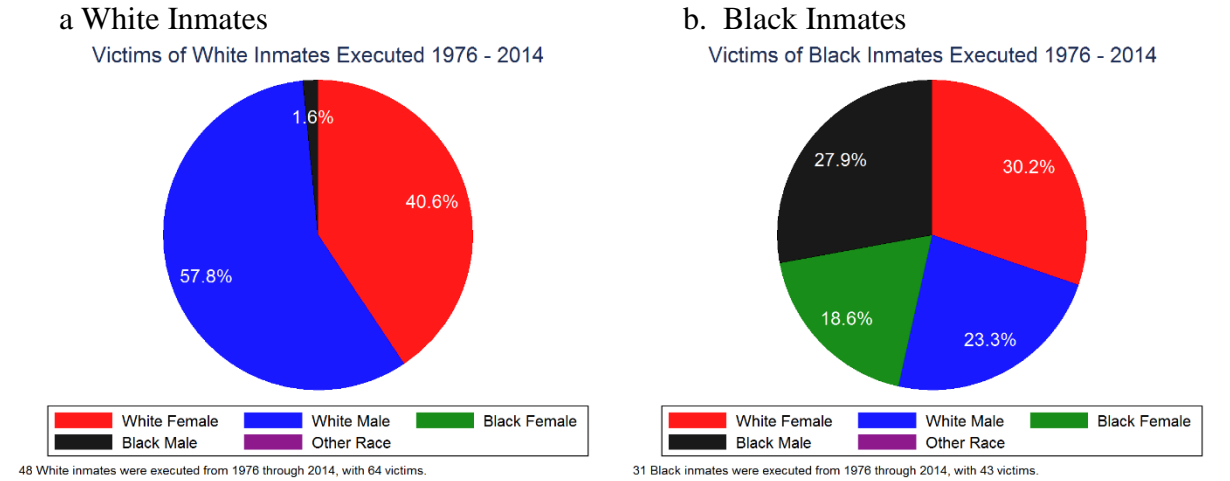 a White Inmates
Victims of White Inmates Executed 1976 - 2014
1.6%
40.6%
57.8%
White Female White Male Black Female
Black Male Other Race
48 White inmates were executed from 1976 through 2014, with 64 victims.
b. Black Inmates
Victims of Black Inmates Executed 1976 - 2014
27.9%
30.2%
18.6%
23.3%
White Female White Male Black Female
Black Male Other Race
31 Black inmates were executed from 1976 through 2014, with 43 victims.